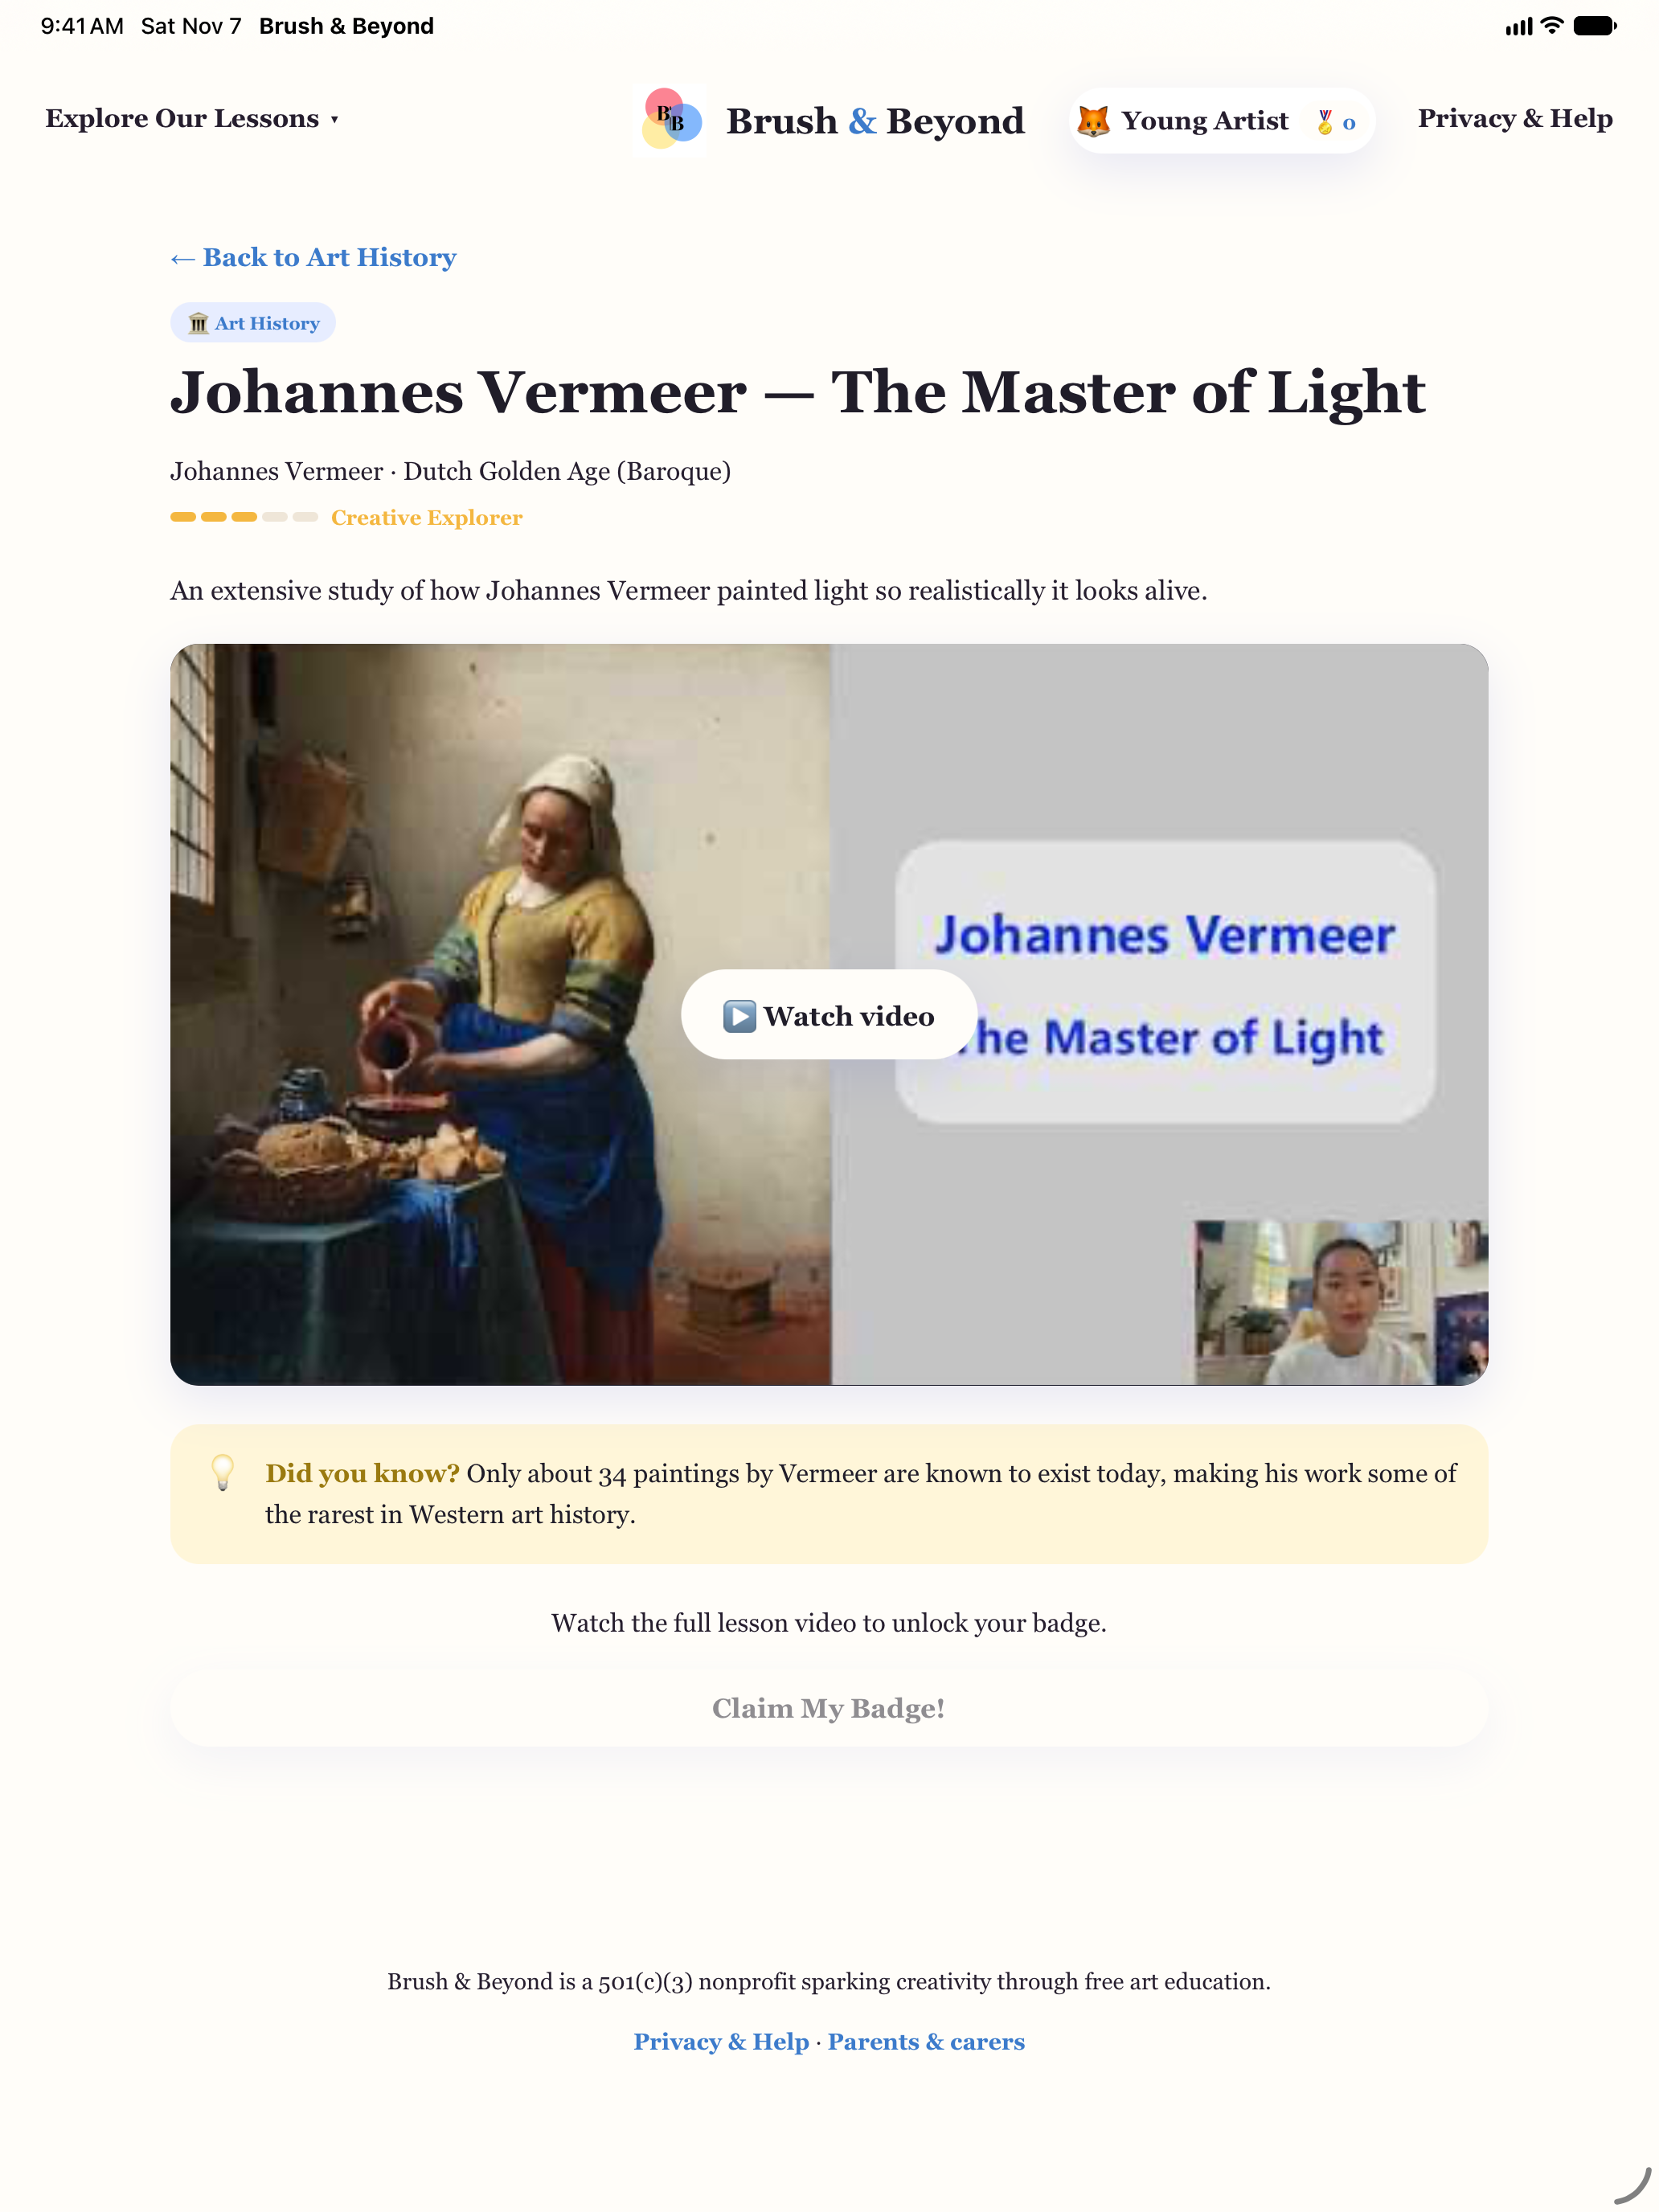 9:41 AM Sat Nov 7 Brush & Beyond
Explore Our Lessons ▾
B
B
Brush & Beyond
Young Artist
0
Privacy & Help
← Back to Art History
Art History
Johannes Vermeer — The Master of Light
Johannes Vermeer · Dutch Golden Age (Baroque)
Creative Explorer
An extensive study of how Johannes Vermeer painted light so realistically it looks alive.
Johannes Vermeer
he Master of Light
Watch video
Did you know? Only about 34 paintings by Vermeer are known to exist today, making his work some of
the rarest in Western art history.
Watch the full lesson video to unlock your badge.
Claim My Badge!
Brush & Beyond is a 501(c)(3) nonprofit sparking creativity through free art education.
Privacy & Help · Parents & carers